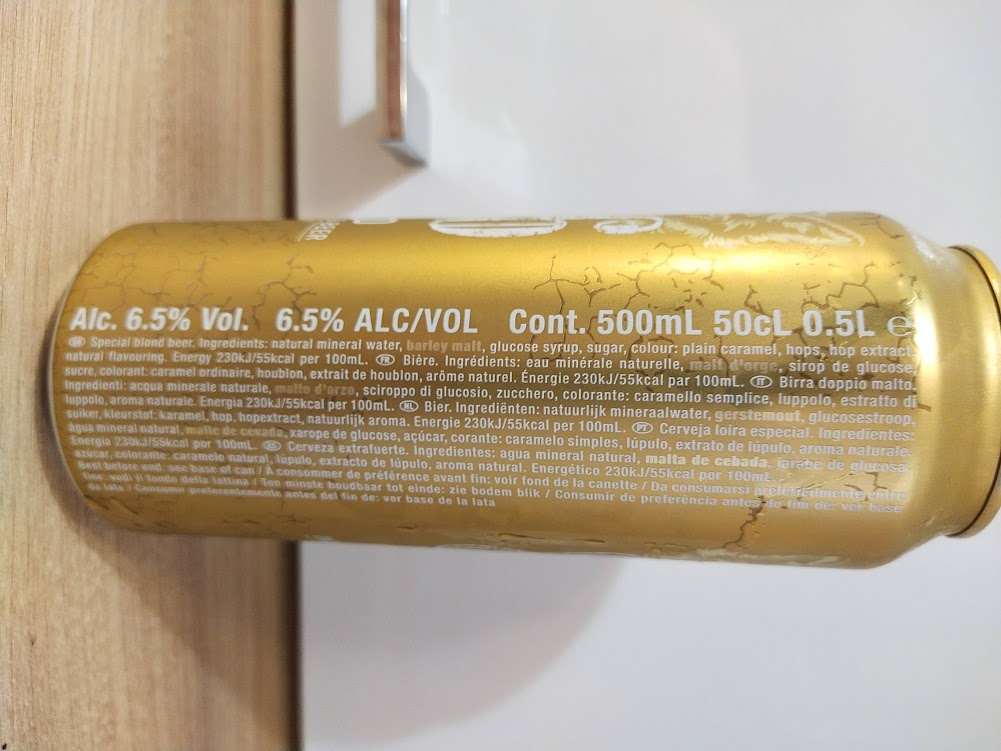 BEER
Alc. 6.5% Vol. 6.5% ALC/VOL Cont. 500mL 50cL 0.5L ℮
GB Special blond beer. Ingredients: natural mineral water, barley malt, glucose syrup, sugar, colour: plain caramel, hops, hop extract,
natural flavouring. Energy 230kJ/55kcal per 100mL. FR Bière. Ingrédients: eau minérale naturelle, malt d'orge, sirop de glucose,
sucre, colorant: caramel ordinaire, houblon, extrait de houblon, arôme naturel. Énergie 230kJ/55kcal par 100mL. IT Birra doppio malto.
Ingredienti: acqua minerale naturale, malto d'orzo, sciroppo di glucosio, zucchero, colorante: caramello semplice, luppolo, estratto di
luppolo, aroma naturale. Energia 230kJ/55kcal per 100mL. NL Bier. Ingrediënten: natuurlijk mineraalwater, gerstemout, glucosestroop,
suiker, kleurstof: karamel, hop, hopextract, natuurlijk aroma. Energie 230kJ/55kcal per 100mL. PT Cerveja loira especial. Ingredientes:
água mineral natural, malte de cevada, xarope de glucose, açúcar, corante: caramelo simples, lúpulo, extrato de lúpulo, aroma naturale.
Energia 230kJ/55kcal por 100mL. ES Cerveza extrafuerte. Ingredientes: agua mineral natural, malta de cebada, jarabe de glucosa,
azúcar, colorante: caramelo natural, lúpulo, extracto de lúpulo, aroma natural. Energético 230kJ/55kcal por 100mL.
Best before end: see base of can / À consommer de préférence avant fin: voir fond de la canette / Da consumarsi preferibilmente entro
fine: vedi il fondo della lattina / Ten minste houdbaar tot einde: zie bodem blik / Consumir de preferência antes do fim de: ver base
da lata / Consumir preferentemente antes del fin de: ver base de la lata